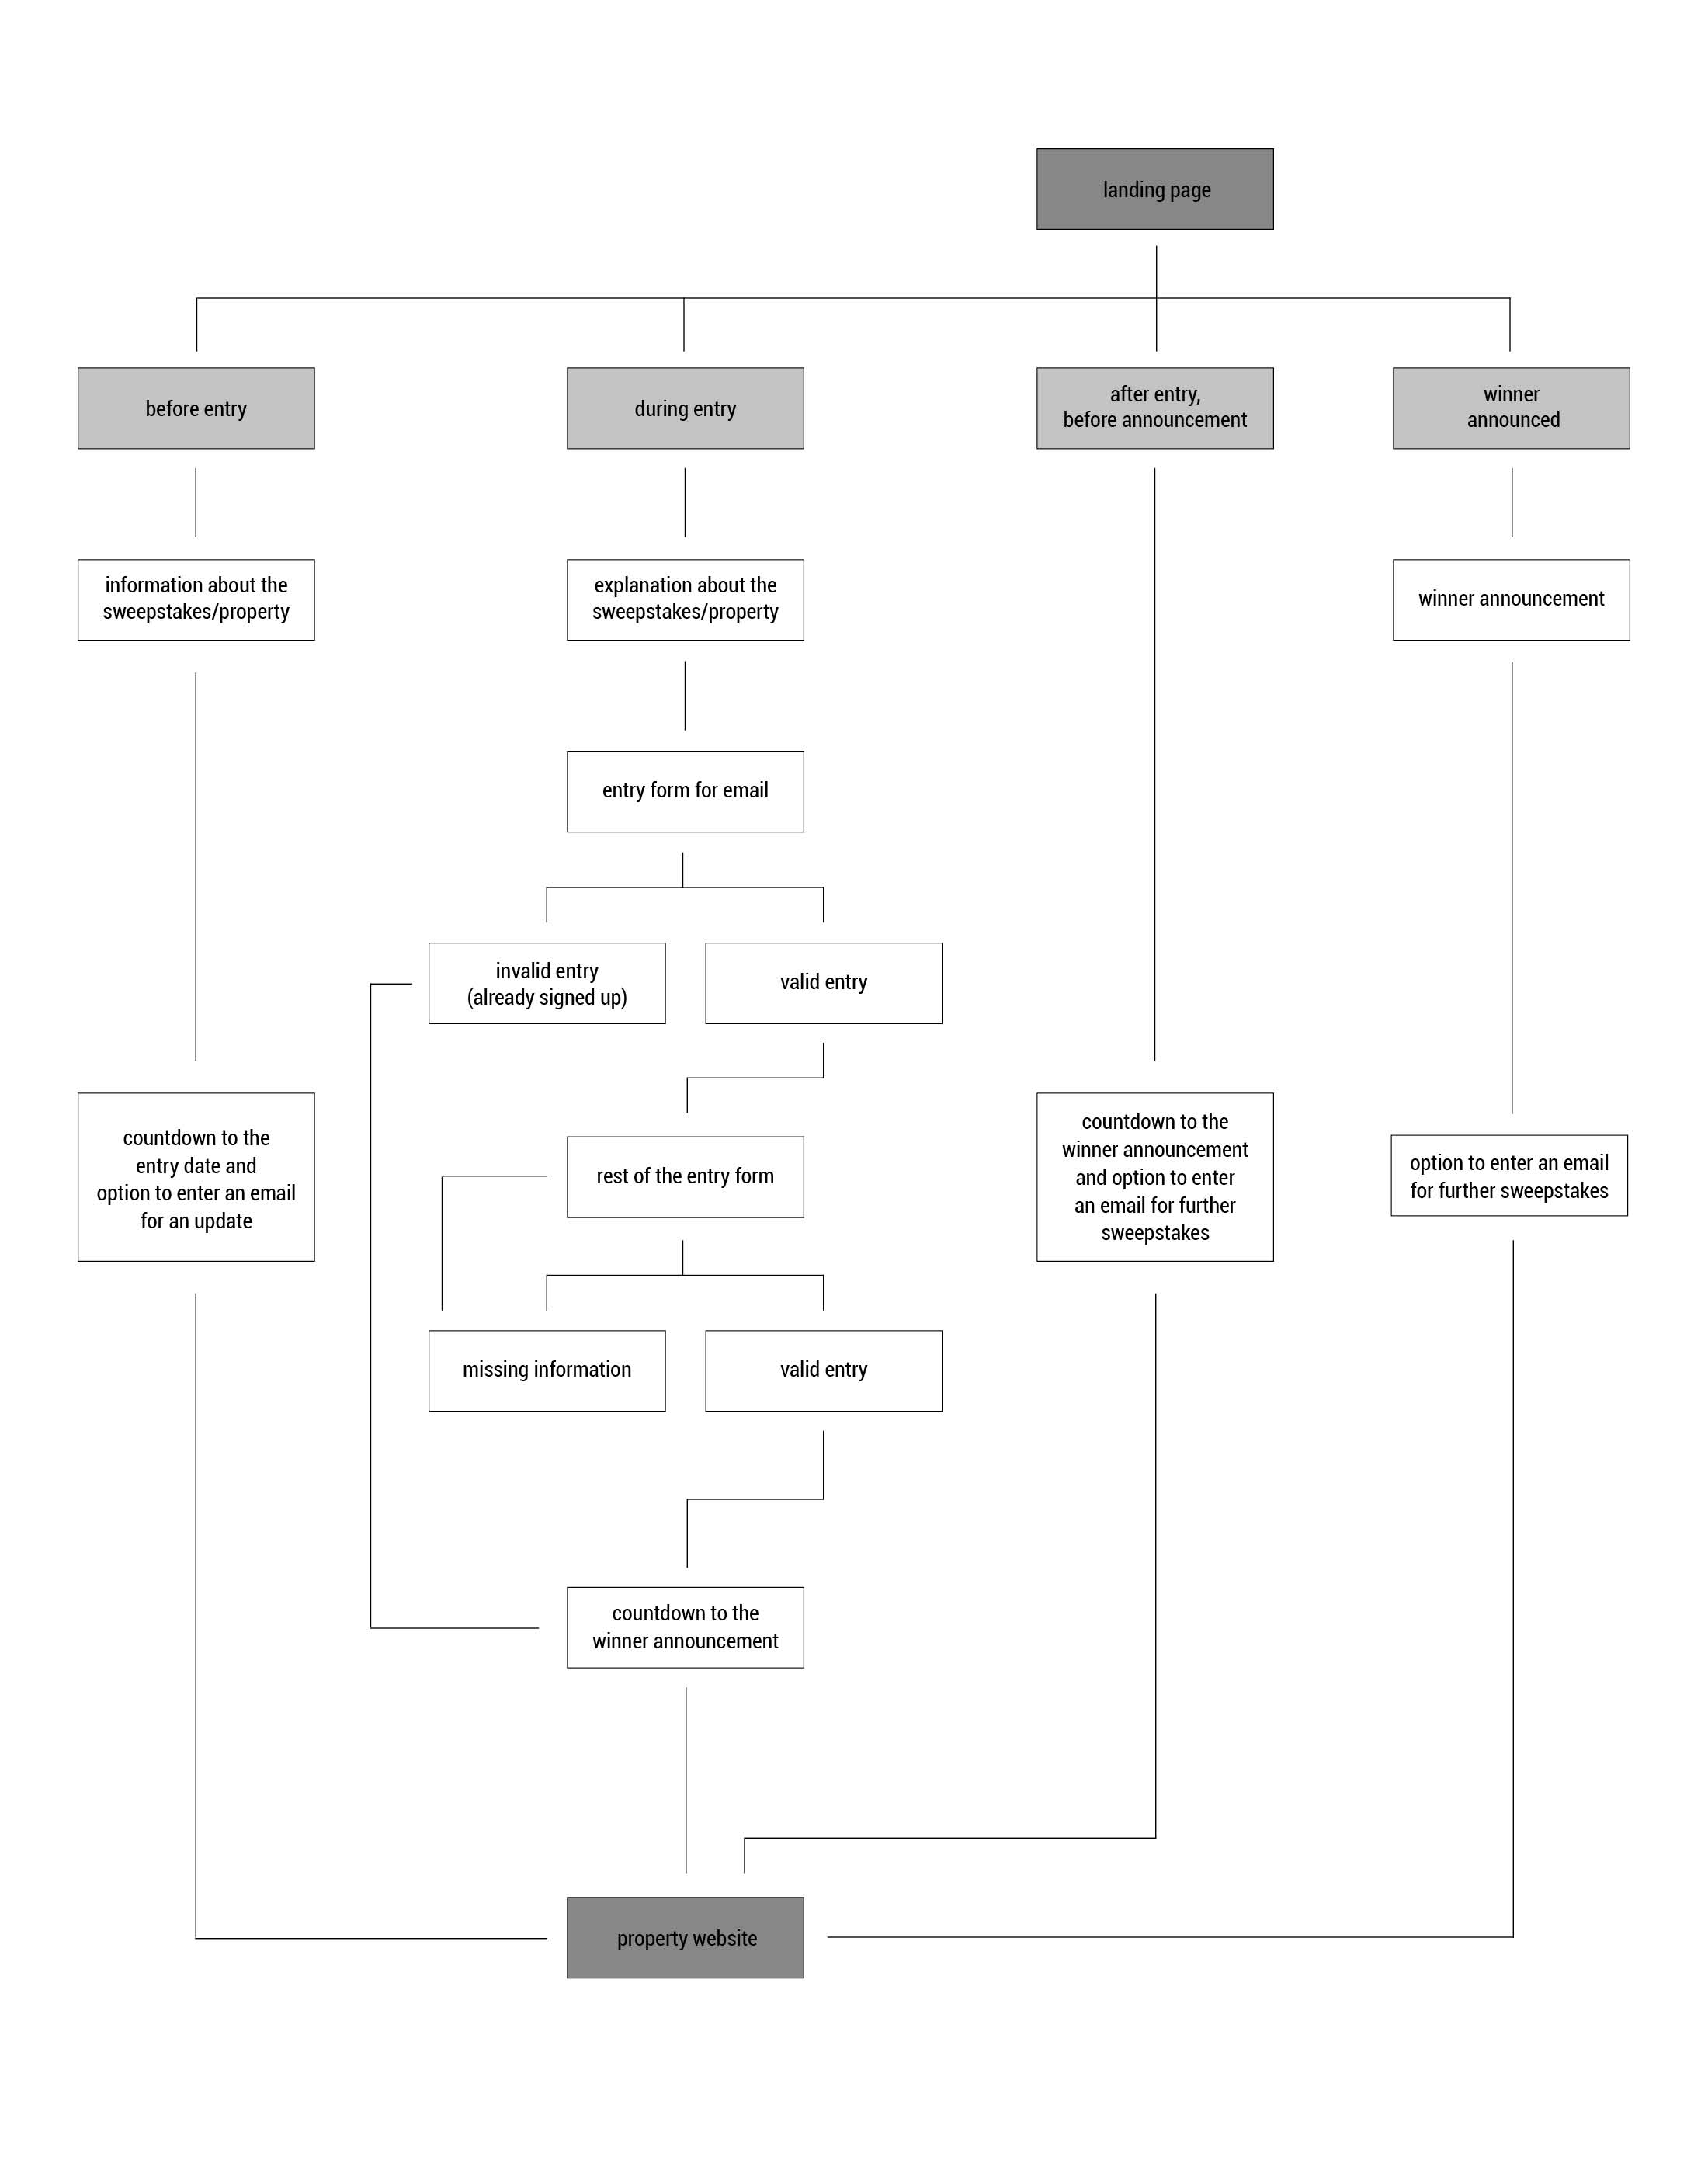 landing page
before entry
during entry
after entry,
before announcement
winner
announced
information about the
sweepstakes/property
explanation about the
sweepstakes/property
winner announcement
entry form for email
invalid entry
(already signed up)
valid entry
countdown to the
entry date and
option to enter an email
for an update
rest of the entry form
countdown to the
winner announcement
and option to enter
an email for further
sweepstakes
option to enter an email
for further sweepstakes
missing information
valid entry
countdown to the
winner announcement
property website